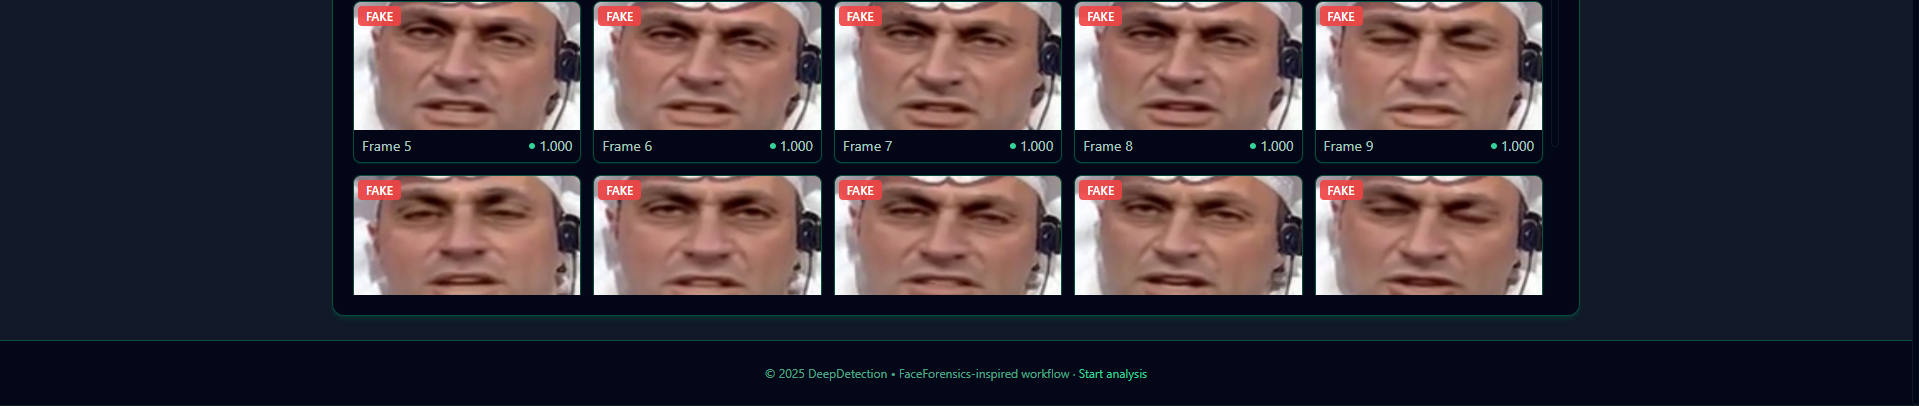 FAKE FAKE FAKE FAKE FAKE
Frame 5 1.000 Frame 6 1.000 Frame 7 1.000 Frame 8 1.000 Frame 9 1.000
FAKE FAKE FAKE FAKE FAKE
© 2025 DeepDetection • FaceForensics-inspired workflow · Start analysis